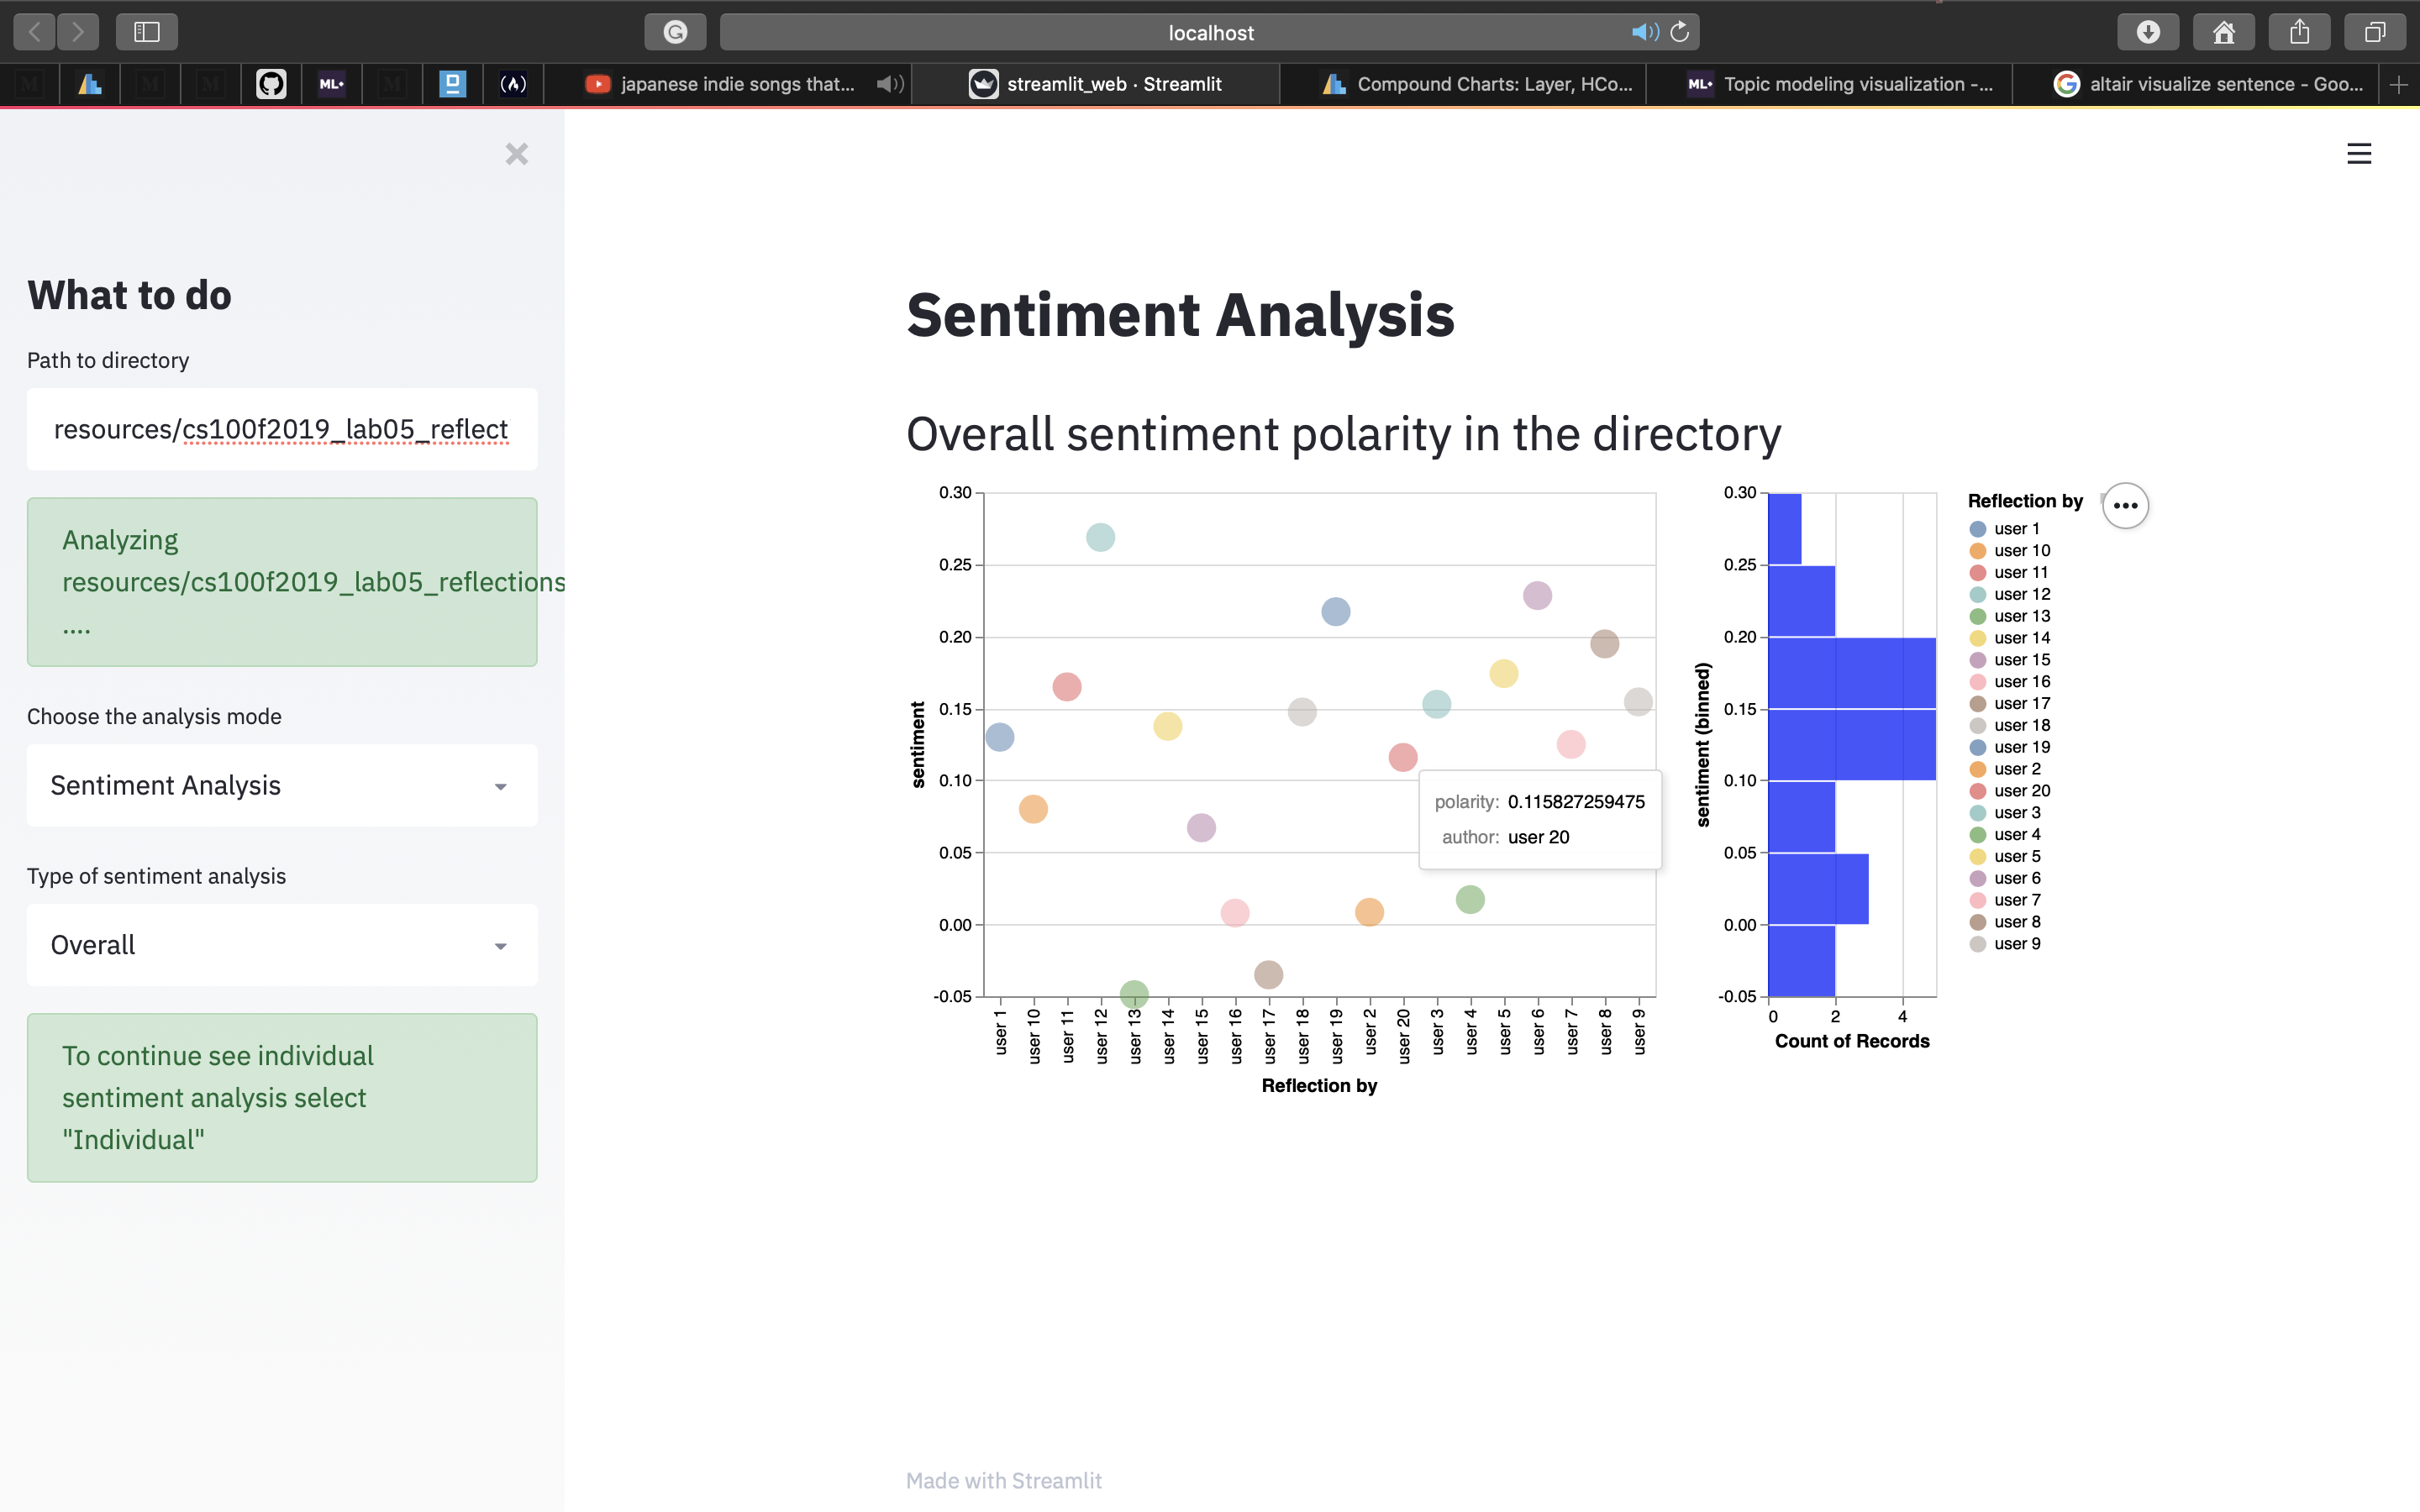 localhost
M
M
M
ML+
M
(ʌ)
japanese indie songs that...
streamlit_web · Streamlit
Compound Charts: Layer, HCo...
ML+ Topic modeling visualization -...
altair visualize sentence - Goo...
What to do
Path to directory
resources/cs100f2019_lab05_reflect
Analyzing
resources/cs100f2019_lab05_reflections
....
Choose the analysis mode
Sentiment Analysis
Type of sentiment analysis
Overall
To continue see individual
sentiment analysis select
"Individual"
Sentiment Analysis
Overall sentiment polarity in the directory
sentiment
0.30
0.25
0.20
0.15
0.10
0.05
0.00
-0.05
user 1
user 10
user 11
user 12
user 13
user 14
user 15
user 16
user 17
user 18
user 19
user 2
user 20
user 3
user 4
user 5
user 6
user 7
user 8
user 9
Reflection by
polarity: 0.115827259475
author: user 20
sentiment (binned)
0.30
0.25
0.20
0.15
0.10
0.05
0.00
-0.05
0 2 4
Count of Records
Reflection by
user 1
user 10
user 11
user 12
user 13
user 14
user 15
user 16
user 17
user 18
user 19
user 2
user 20
user 3
user 4
user 5
user 6
user 7
user 8
user 9
Made with Streamlit